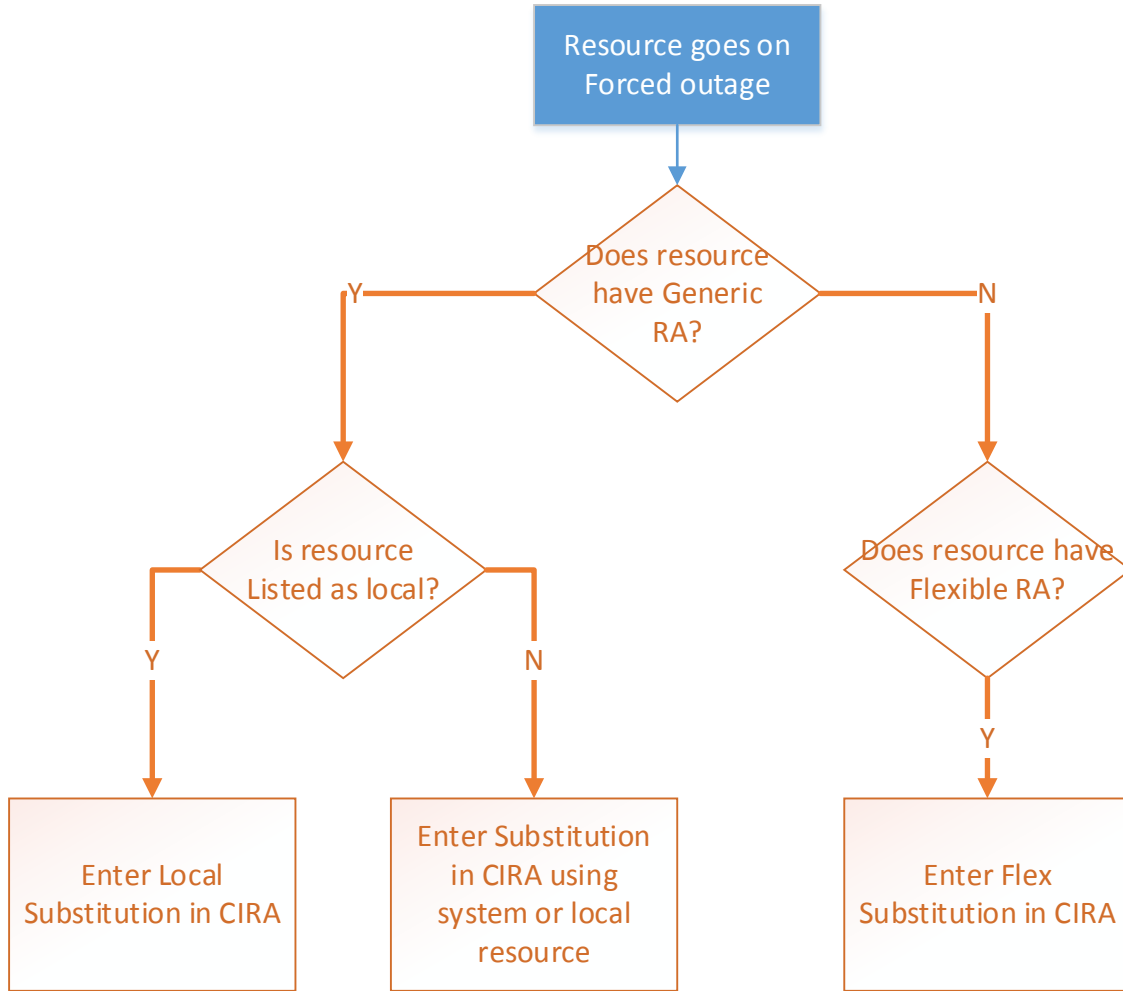 Resource goes on
Forced outage
Does resource
have Generic
RA?
Y
N
Is resource
Listed as local?
Does resource have
Flexible RA?
Y
N
Y
Enter Local
Substitution in CIRA
Enter Substitution
in CIRA using
system or local
resource
Enter Flex
Substitution in CIRA